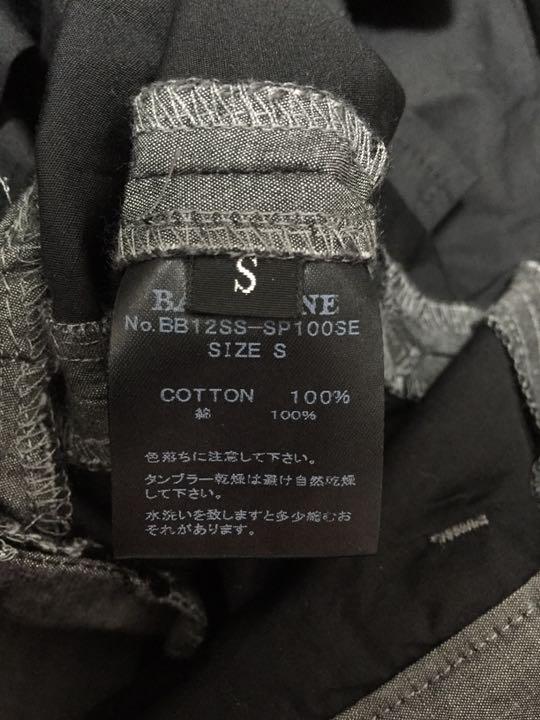 S
No.BB12SS-SP100SE
SIZE S
COTTON 100%
綿 100%
色落ちに注意して下さい。
タンブラー乾燥は避け自然乾燥
して下さい。
水洗いを致しますと多少縮むお
それがあります。